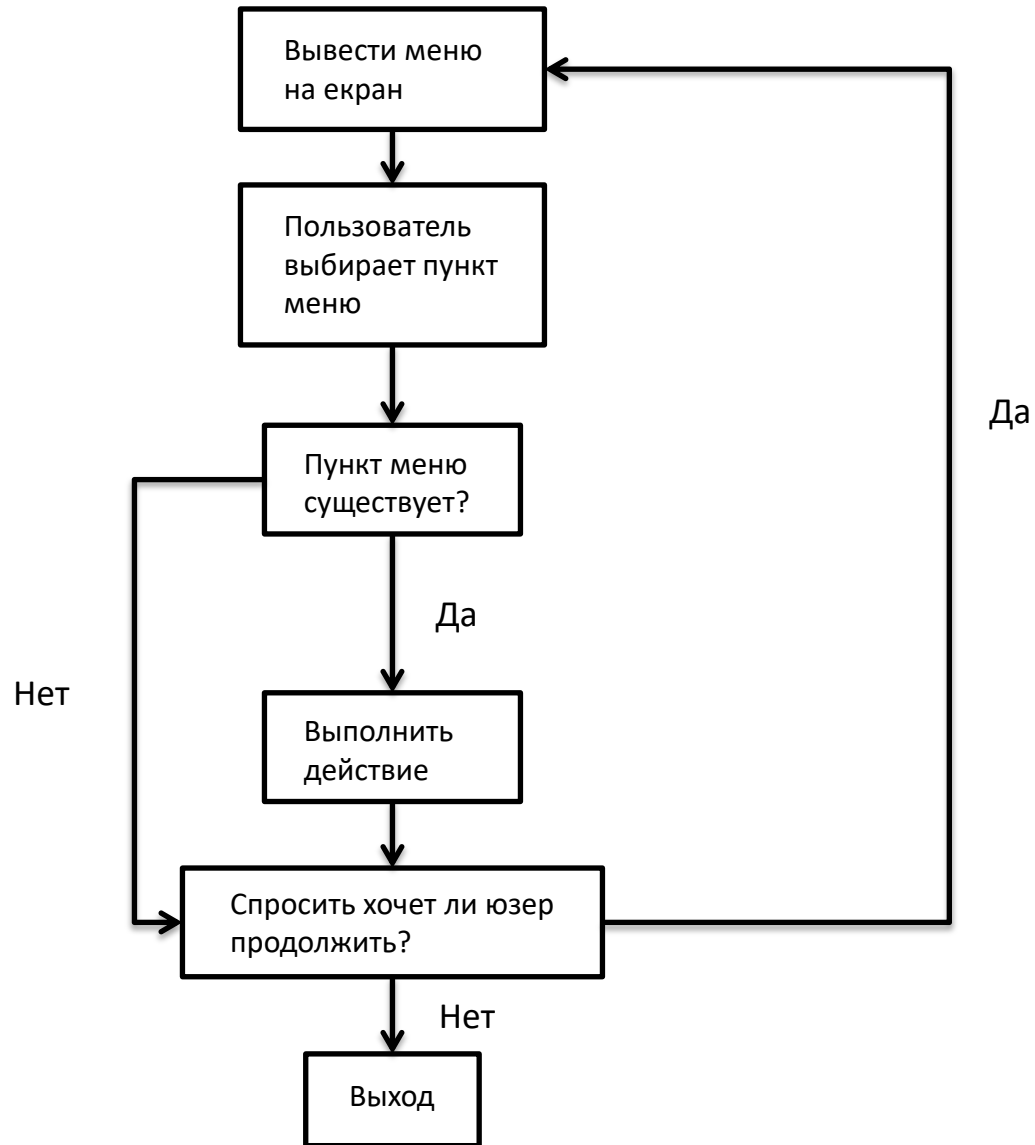 Вывести меню
на екран
Пользователь
выбирает пункт
меню
Да
Пункт меню
существует?
Да
Нет
Выполнить
действие
Спросить хочет ли юзер
продолжить?
Нет
Выход